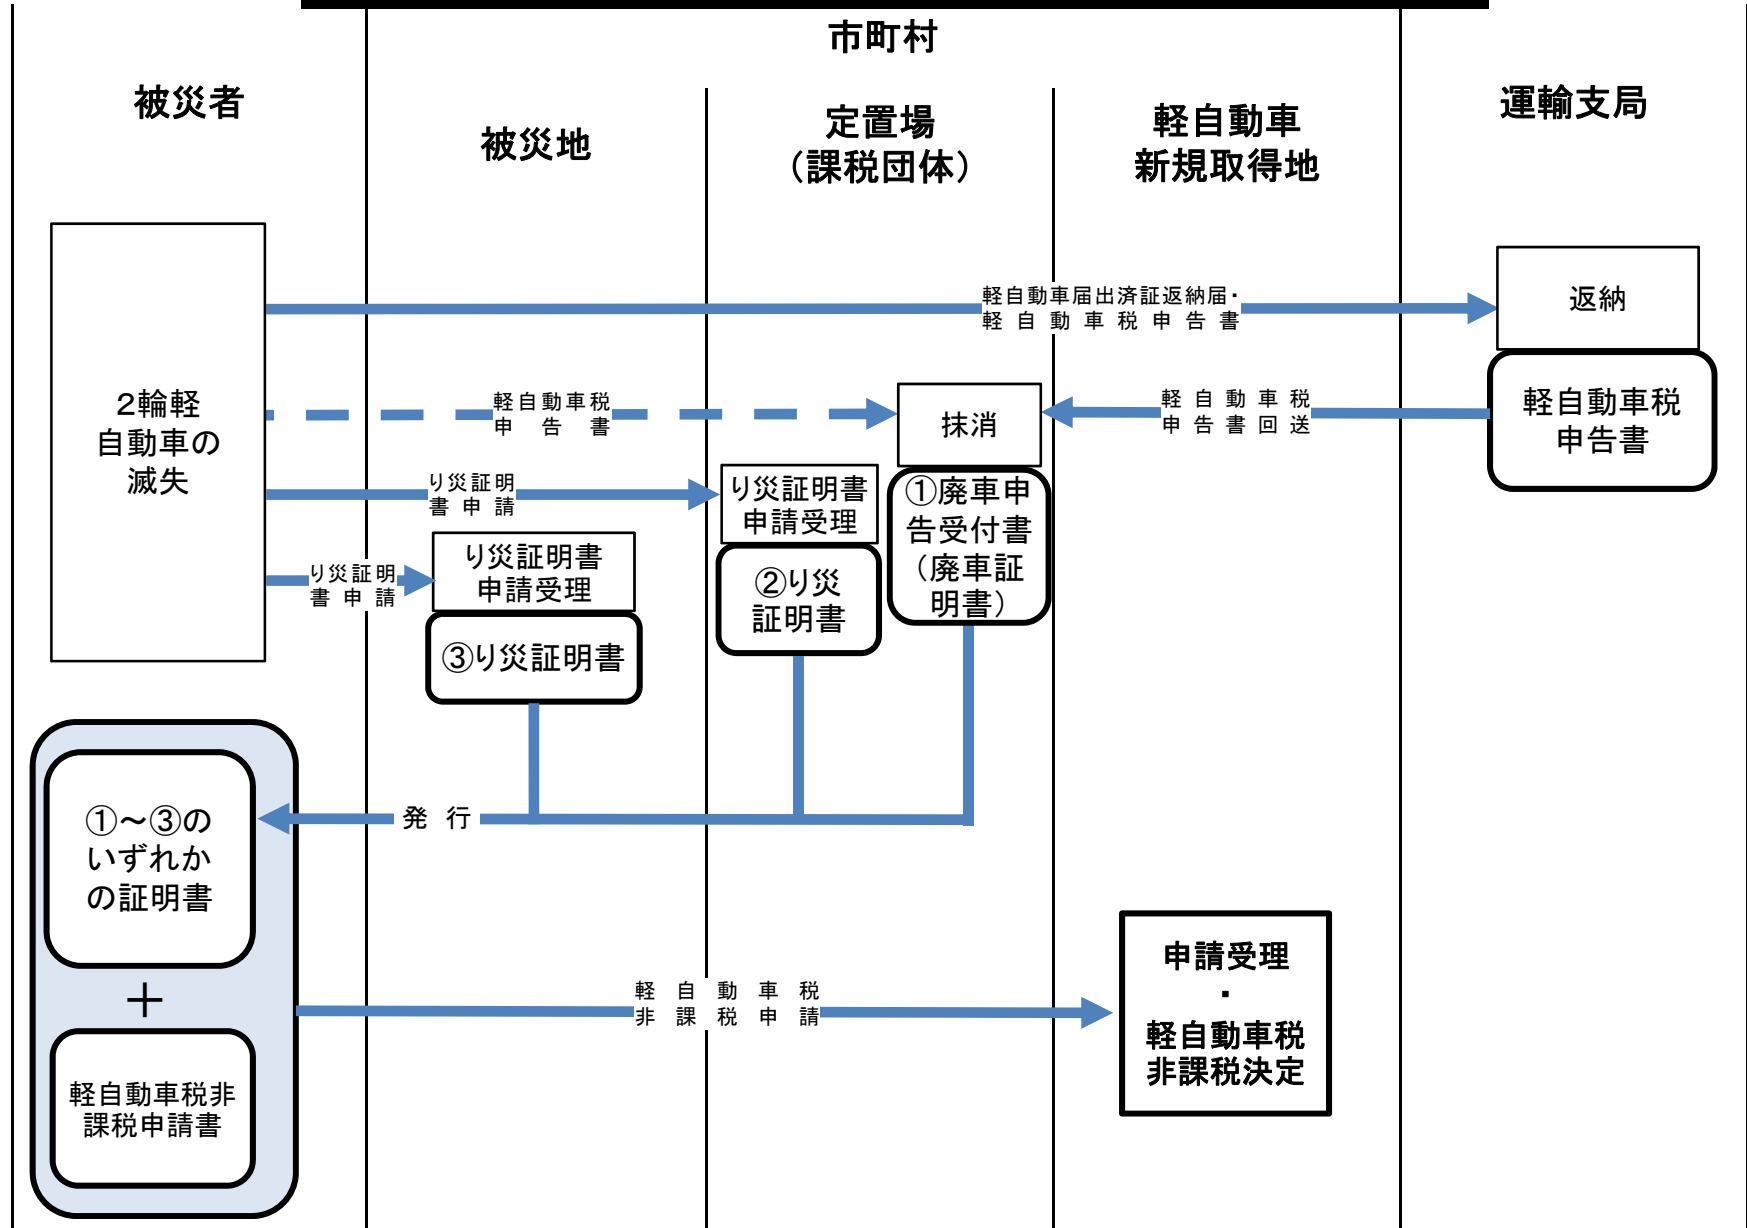 市町村
被災者
被災地
定置場
（課税団体）
軽自動車
新規取得地
運輸支局
2輪軽
自動車の
滅失
軽自動車届出済証返納届・
軽自動車税申告書
返納
軽自動車税
申告書
軽自動車税
申告書
抹消
軽自動車税
申告書回送
り災証明
書申請
り災証明書
申請受理
①廃車申
告受付書
（廃車証
明書）
り災証明
書申請
り災証明書
申請受理
②り災
証明書
③り災証明書
発行
①～③の
いずれか
の証明書
＋
軽自動車税非
課税申請書
軽自動車税
非課税申請
申請受理
・
軽自動車税
非課税決定